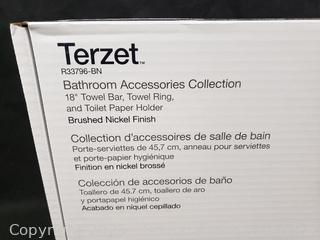 Terzet™
R33796-BN
Bathroom Accessories Collection
18" Towel Bar, Towel Ring,
and Toilet Paper Holder
Brushed Nickel Finish
Collection d'accessoires de salle de bain
Porte-serviettes de 45,7 cm, anneau pour serviettes
et porte-papier hygiénique
Finition en nickel brossé
Colección de accesorios de baño
Toallero de 45,7 cm, toallero de aro
y portapapel higiénico
Acabado en níquel cepillado